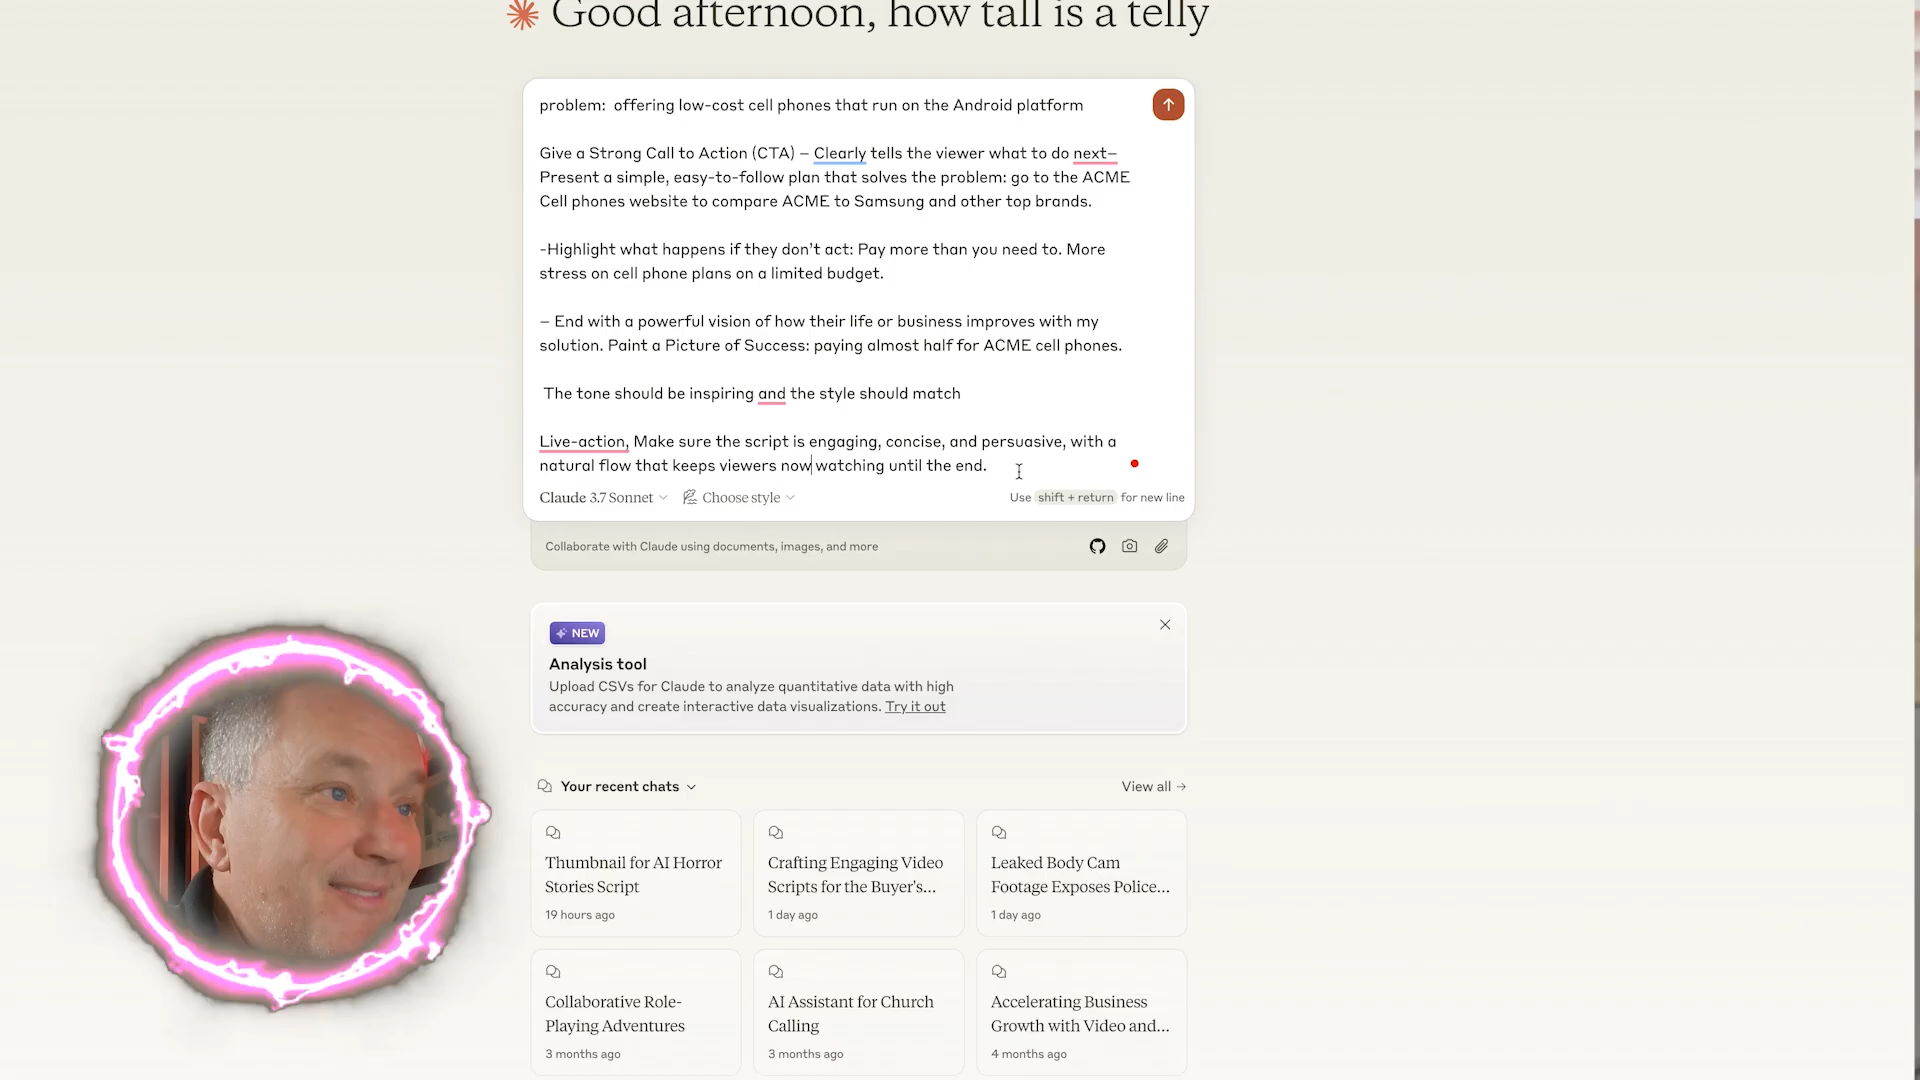 Good afternoon, how tall is a telly
problem:  offering low-cost cell phones that run on the Android platform
Give a Strong Call to Action (CTA) – Clearly tells the viewer what to do next–
Present a simple, easy-to-follow plan that solves the problem: go to the ACME
Cell phones website to compare ACME to Samsung and other top brands.
-Highlight what happens if they don't act: Pay more than you need to. More
stress on cell phone plans on a limited budget.
– End with a powerful vision of how their life or business improves with my
solution. Paint a Picture of Success: paying almost half for ACME cell phones.
The tone should be inspiring and the style should match
Live-action, Make sure the script is engaging, concise, and persuasive, with a
natural flow that keeps viewers now watching until the end.
Claude 3.7 Sonnet Choose style Use shift + return for new line
Collaborate with Claude using documents, images, and more
NEW
Analysis tool
Upload CSVs for Claude to analyze quantitative data with high
accuracy and create interactive data visualizations. Try it out
Your recent chats View all →
Thumbnail for AI Horror
Stories Script
19 hours ago
Crafting Engaging Video
Scripts for the Buyer's...
1 day ago
Leaked Body Cam
Footage Exposes Police...
1 day ago
Collaborative Role-
Playing Adventures
3 months ago
AI Assistant for Church
Calling
3 months ago
Accelerating Business
Growth with Video and...
4 months ago